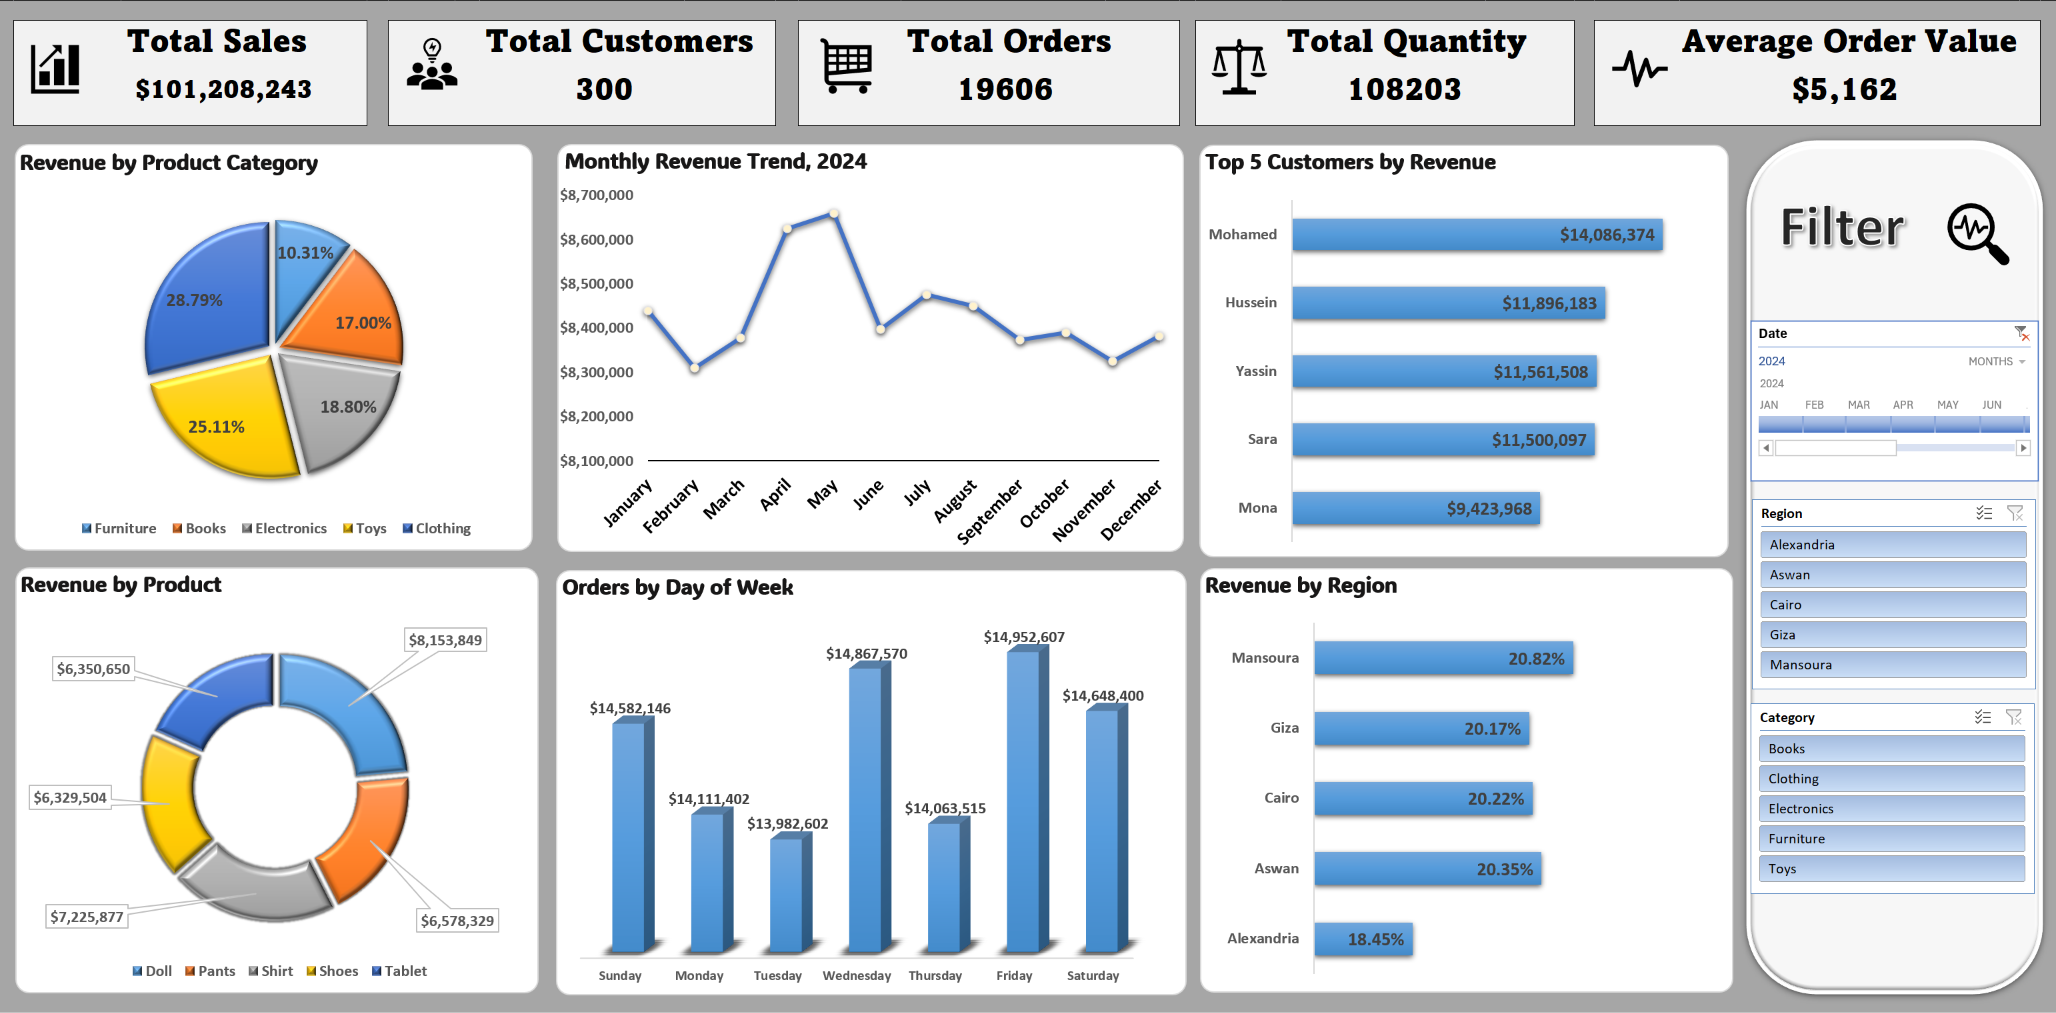 Total Sales
$101,208,243
Total Customers
300
Total Orders
19606
Total Quantity
108203
Average Order Value
$5,162
Revenue by Product Category
10.31%
17.00%
18.80%
25.11%
28.79%
Furniture Books Electronics Toys Clothing
Monthly Revenue Trend, 2024
$8,700,000
$8,600,000
$8,500,000
$8,400,000
$8,300,000
$8,200,000
$8,100,000
January February March April May June July August September October November December
Top 5 Customers by Revenue
Mohamed $14,086,374
Hussein $11,896,183
Yassin $11,561,508
Sara $11,500,097
Mona $9,423,968
Filter
Date
2024 MONTHS
2024
JAN FEB MAR APR MAY JUN
Region
Alexandria
Aswan
Cairo
Giza
Mansoura
Category
Books
Clothing
Electronics
Furniture
Toys
Revenue by Product
$8,153,849
$6,350,650
$6,329,504
$7,225,877
$6,578,329
Doll Pants Shirt Shoes Tablet
Orders by Day of Week
$14,582,146
$14,111,402
$13,982,602
$14,867,570
$14,063,515
$14,952,607
$14,648,400
Sunday Monday Tuesday Wednesday Thursday Friday Saturday
Revenue by Region
Mansoura 20.82%
Giza 20.17%
Cairo 20.22%
Aswan 20.35%
Alexandria 18.45%